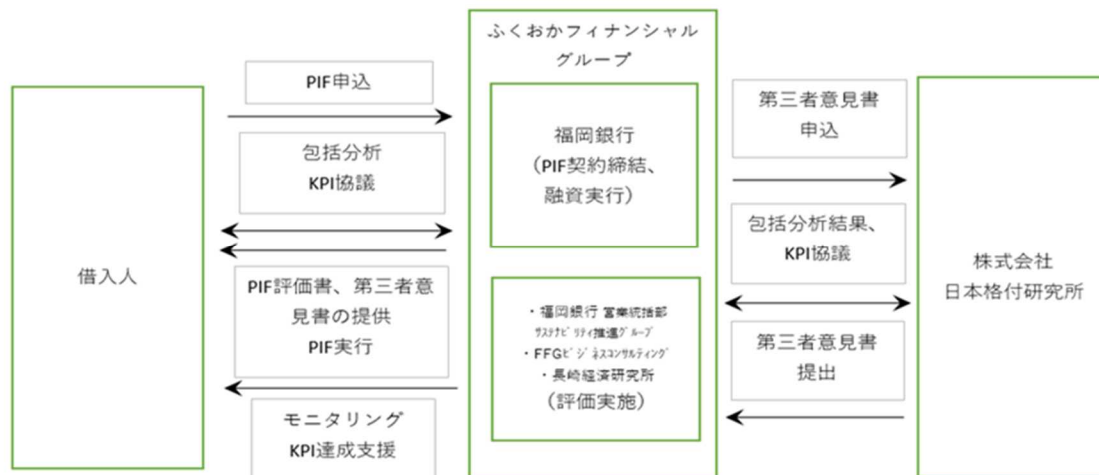 借入人
PIF申込
包括分析
KPI協議
PIF評価書、第三者意
見書の提供
PIF実行
モニタリング
KPI達成支援
ふくおかフィナンシャル
グループ
福岡銀行
(PIF契約締結、
融資実行)
・福岡銀行 営業統括部
ｻｽﾃﾅﾋﾞﾘﾃｨ推進ｸﾞﾙｰﾌﾟ
・FFGﾋﾞｼﾞﾈｽｺﾝｻﾙﾃｨﾝｸﾞ
・長崎経済研究所
(評価実施)
第三者意見書
申込
包括分析結果、
KPI協議
第三者意見書
提出
株式会社
日本格付研究所